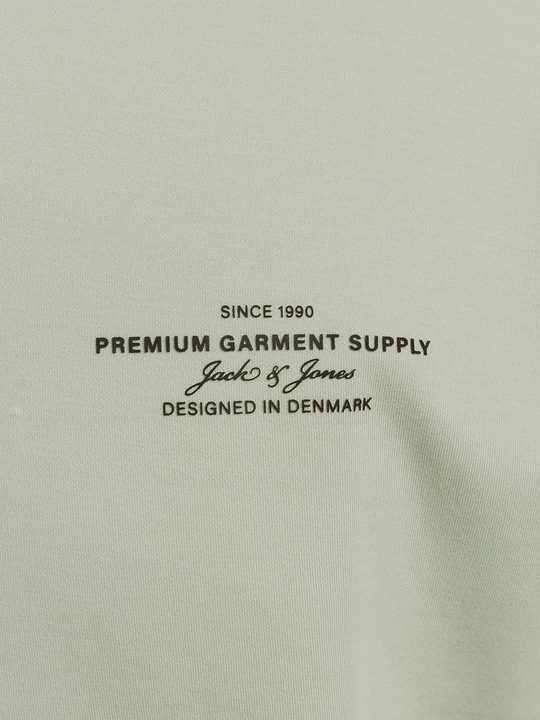 SINCE 1990
PREMIUM GARMENT SUPPLY
Jack & Jones
DESIGNED IN DENMARK